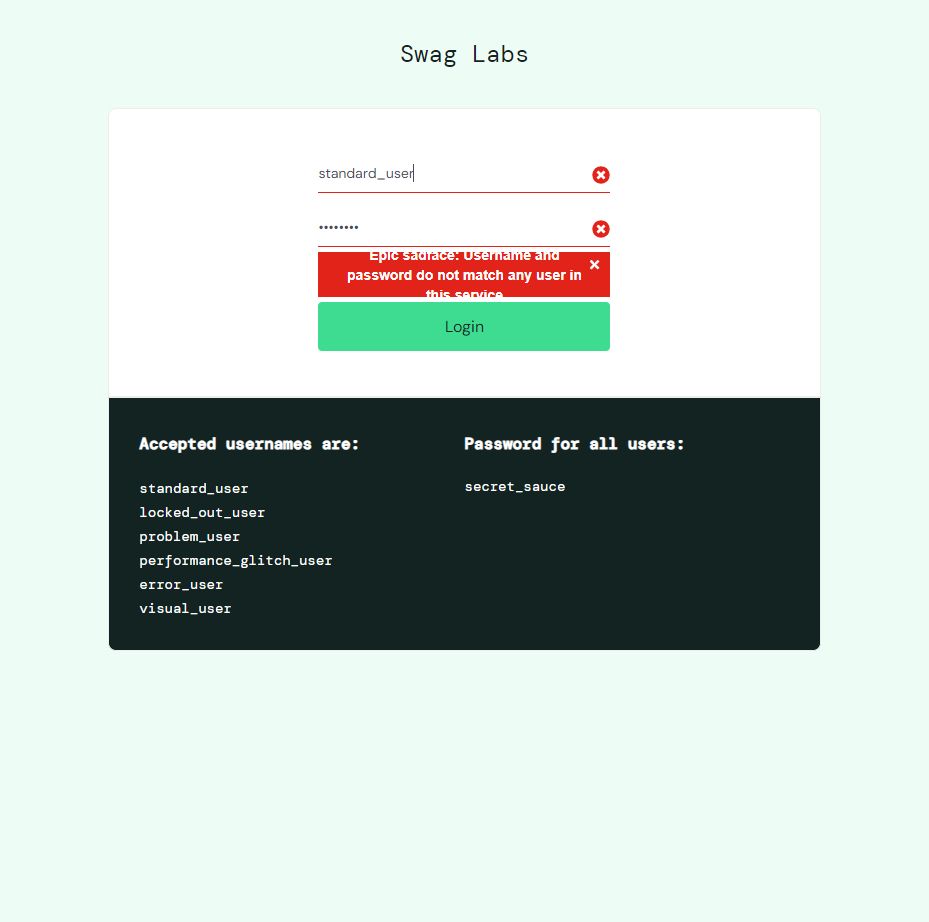 Swag Labs
standard_user
••••••••
Epic sadface: Username and
password do not match any user in
this service
Login
Accepted usernames are:
standard_user
locked_out_user
problem_user
performance_glitch_user
error_user
visual_user
Password for all users:
secret_sauce